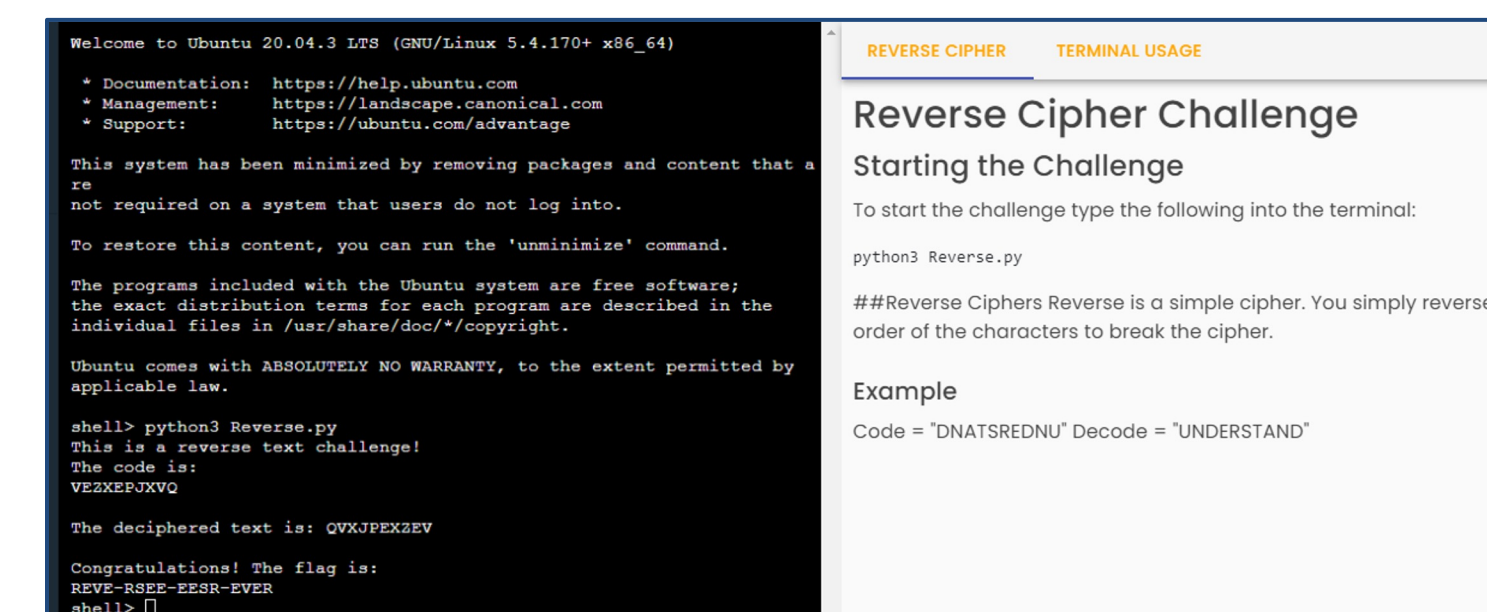 Welcome to Ubuntu 20.04.3 LTS (GNU/Linux 5.4.170+ x86_64)
* Documentation: https://help.ubuntu.com
* Management: https://landscape.canonical.com
* Support: https://ubuntu.com/advantage
This system has been minimized by removing packages and content that a
re
not required on a system that users do not log into.
To restore this content, you can run the 'unminimize' command.
The programs included with the Ubuntu system are free software;
the exact distribution terms for each program are described in the
individual files in /usr/share/doc/*/copyright.
Ubuntu comes with ABSOLUTELY NO WARRANTY, to the extent permitted by
applicable law.
shell> python3 Reverse.py
This is a reverse text challenge!
The code is:
VEZXEPJXVQ
The deciphered text is: QVXJPEXZEV
Congratulations! The flag is:
REVE-RSEE-EESR-EVER
shell>
REVERSE CIPHER
TERMINAL USAGE
Reverse Cipher Challenge
Starting the Challenge
To start the challenge type the following into the terminal:
python3 Reverse.py
##Reverse Ciphers Reverse is a simple cipher. You simply reverse
order of the characters to break the cipher.
Example
Code = "DNATSREDNU" Decode = "UNDERSTAND"